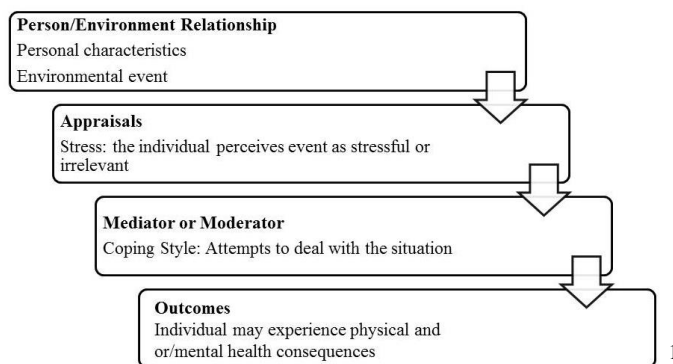 Person/Environment Relationship
Personal characteristics
Environmental event
Appraisals
Stress: the individual perceives event as stressful or
irrelevant
Mediator or Moderator
Coping Style: Attempts to deal with the situation
Outcomes
Individual may experience physical and
or/mental health consequences